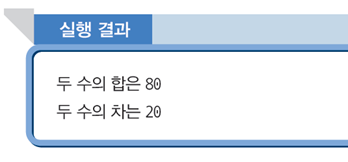 실행 결과
두 수의 합은 80
두 수의 차는 20